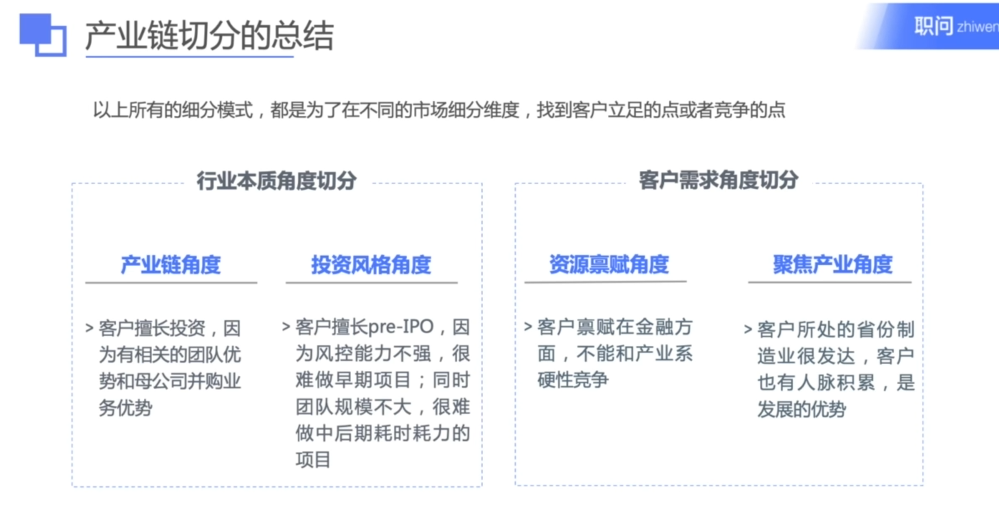 产业链切分的总结
职问 zhiwen
以上所有的细分模式，都是为了在不同的市场细分维度，找到客户立足的点或者竞争的点
行业本质角度切分
产业链角度
> 客户擅长投资，因
为有相关的团队优
势和母公司并购业
务优势
投资风格角度
> 客户擅长pre-IPO，因
为风控能力不强，很
难做早期项目；同时
团队规模不大，很难
做中后期耗时耗力的
项目
客户需求角度切分
资源禀赋角度
> 客户禀赋在金融方
面，不能和产业系
硬性竞争
聚焦产业角度
> 客户所处的省份制
造业很发达，客户
也有人脉积累，是
发展的优势